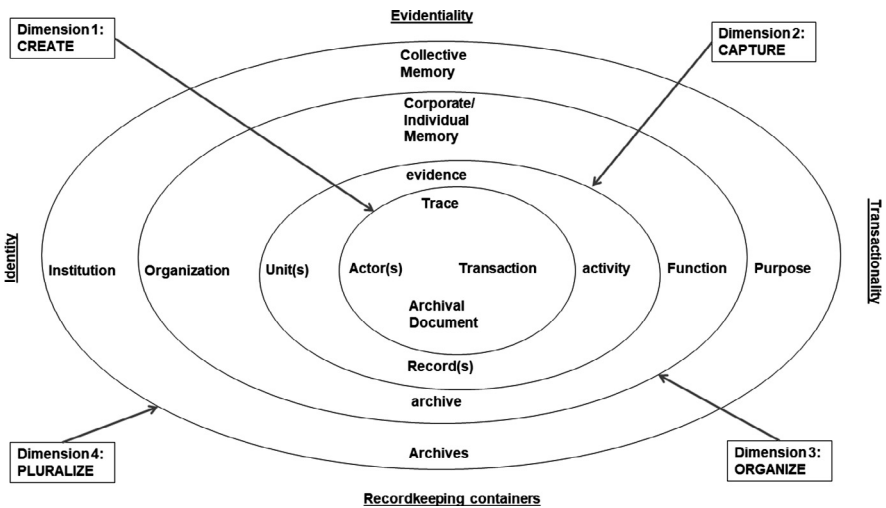 Evidentiality
Dimension 1:
CREATE
Dimension 2:
CAPTURE
Collective
Memory
Corporate/
Individual
Memory
evidence
Trace
Identity
Institution
Organization
Unit(s)
Actor(s)
Transaction
activity
Function
Purpose
Transactionality
Archival
Document
Record(s)
archive
Archives
Dimension 4:
PLURALIZE
Dimension 3:
ORGANIZE
Recordkeeping containers